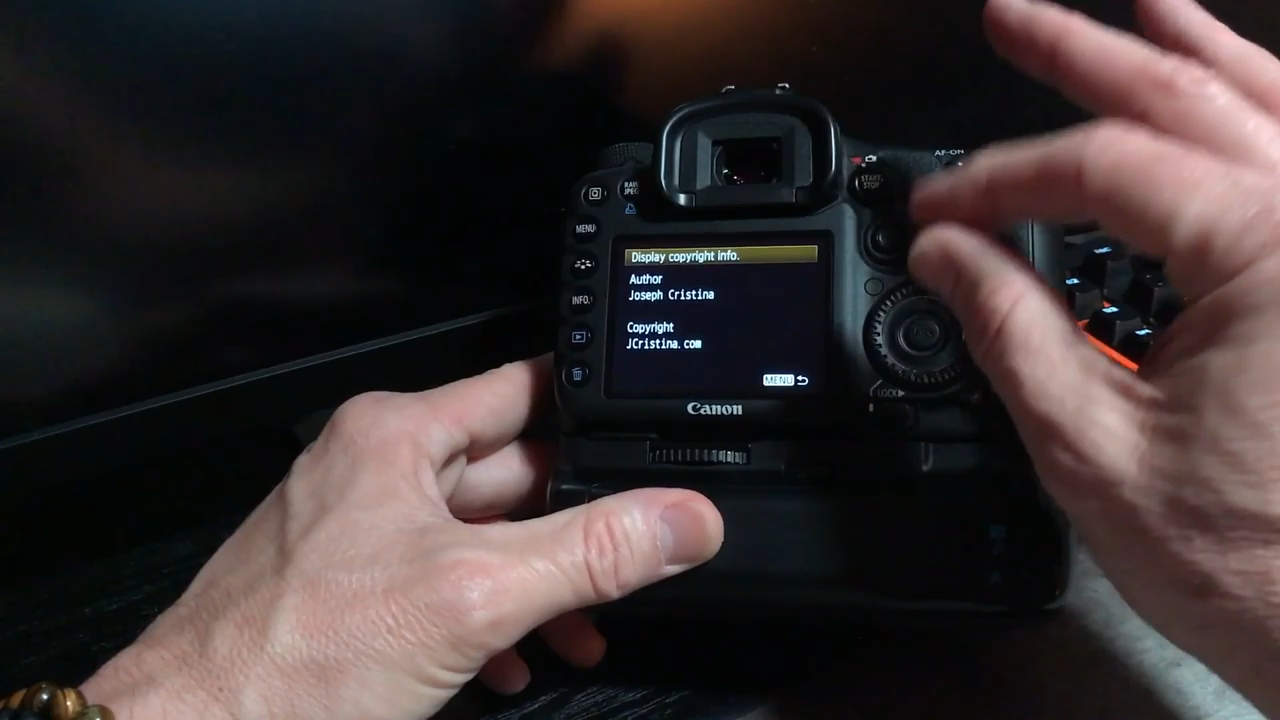 AF-ON
RAW
JPEG
START
STOP
Q
MENU
INFO.
Display copyright info.
Author
Joseph Cristina
Copyright
JCristina.com
MENU
LOCK
Canon